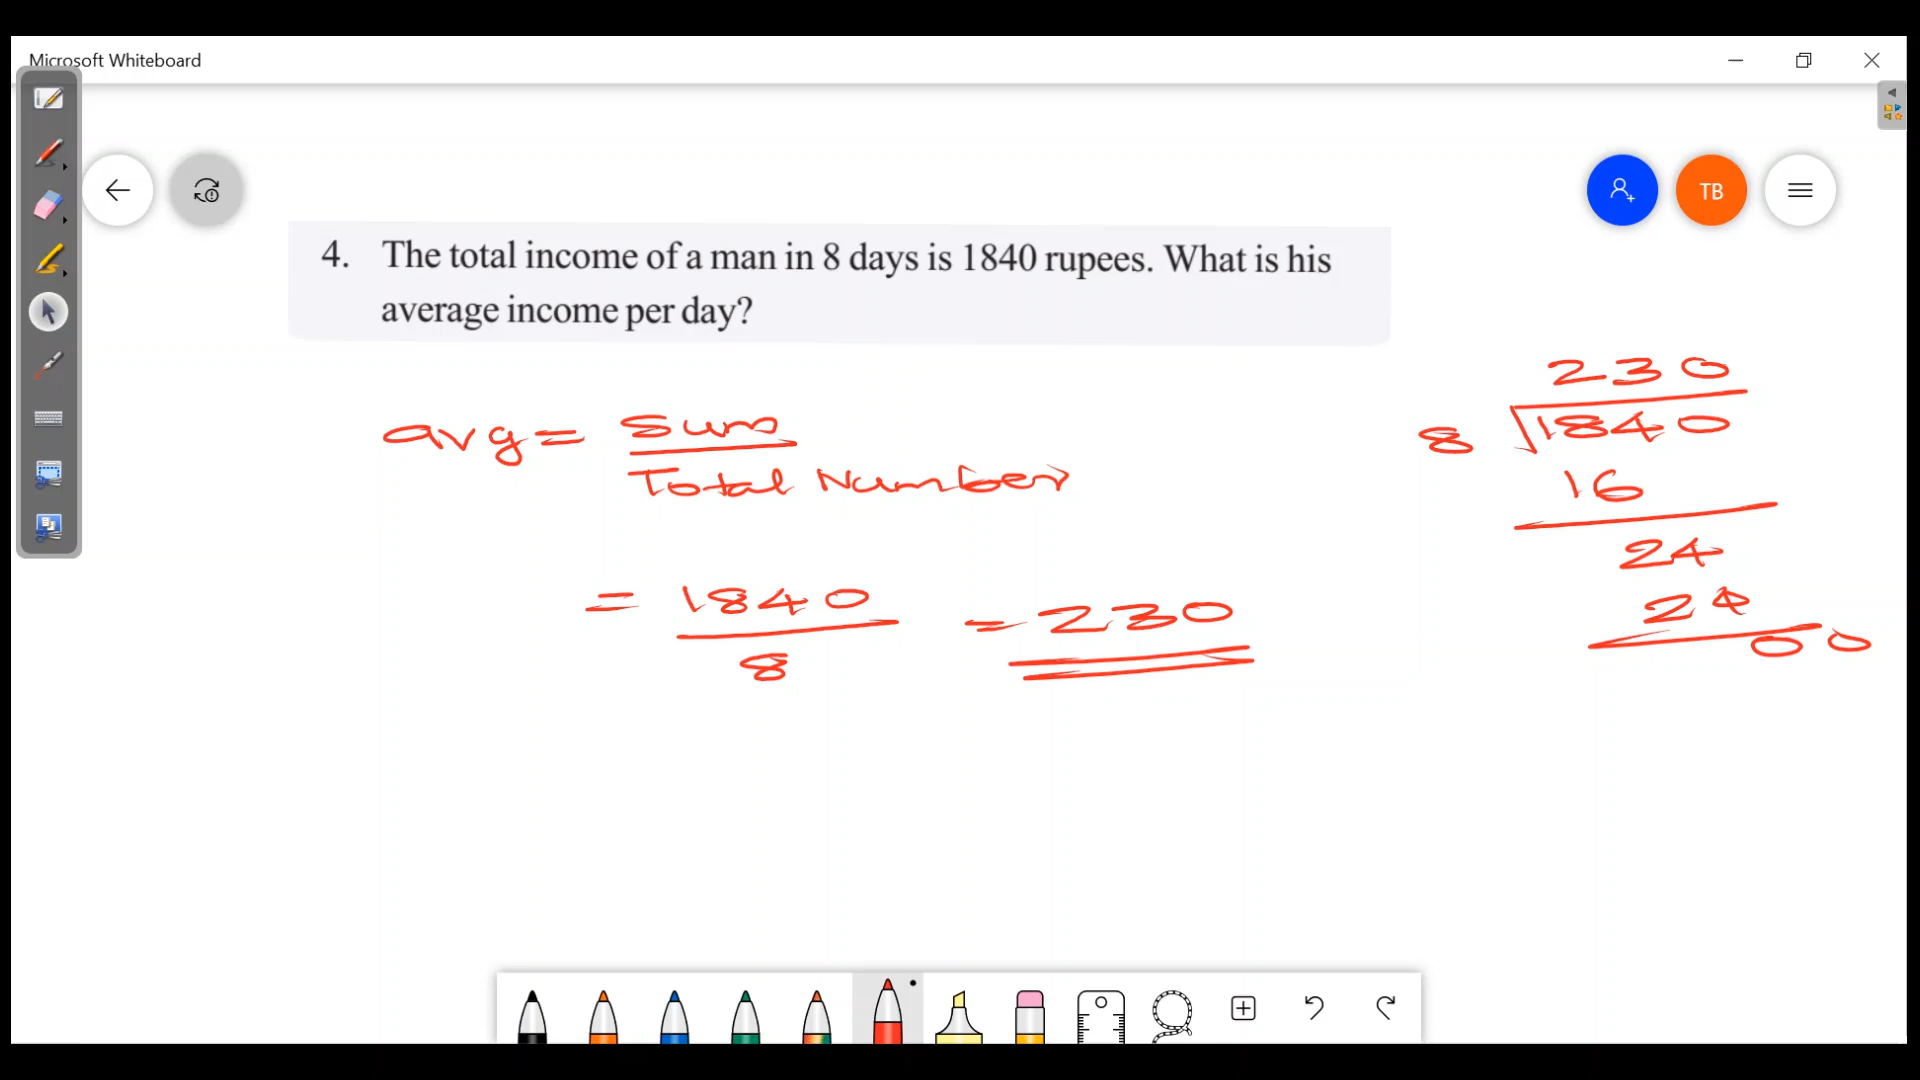 Microsoft Whiteboard
TB
4. The total income of a man in 8 days is 1840 rupees. What is his
average income per day?
avg = Sum
Total Number
= 1840
8
= 230
230
8 1840
16
24
24
00